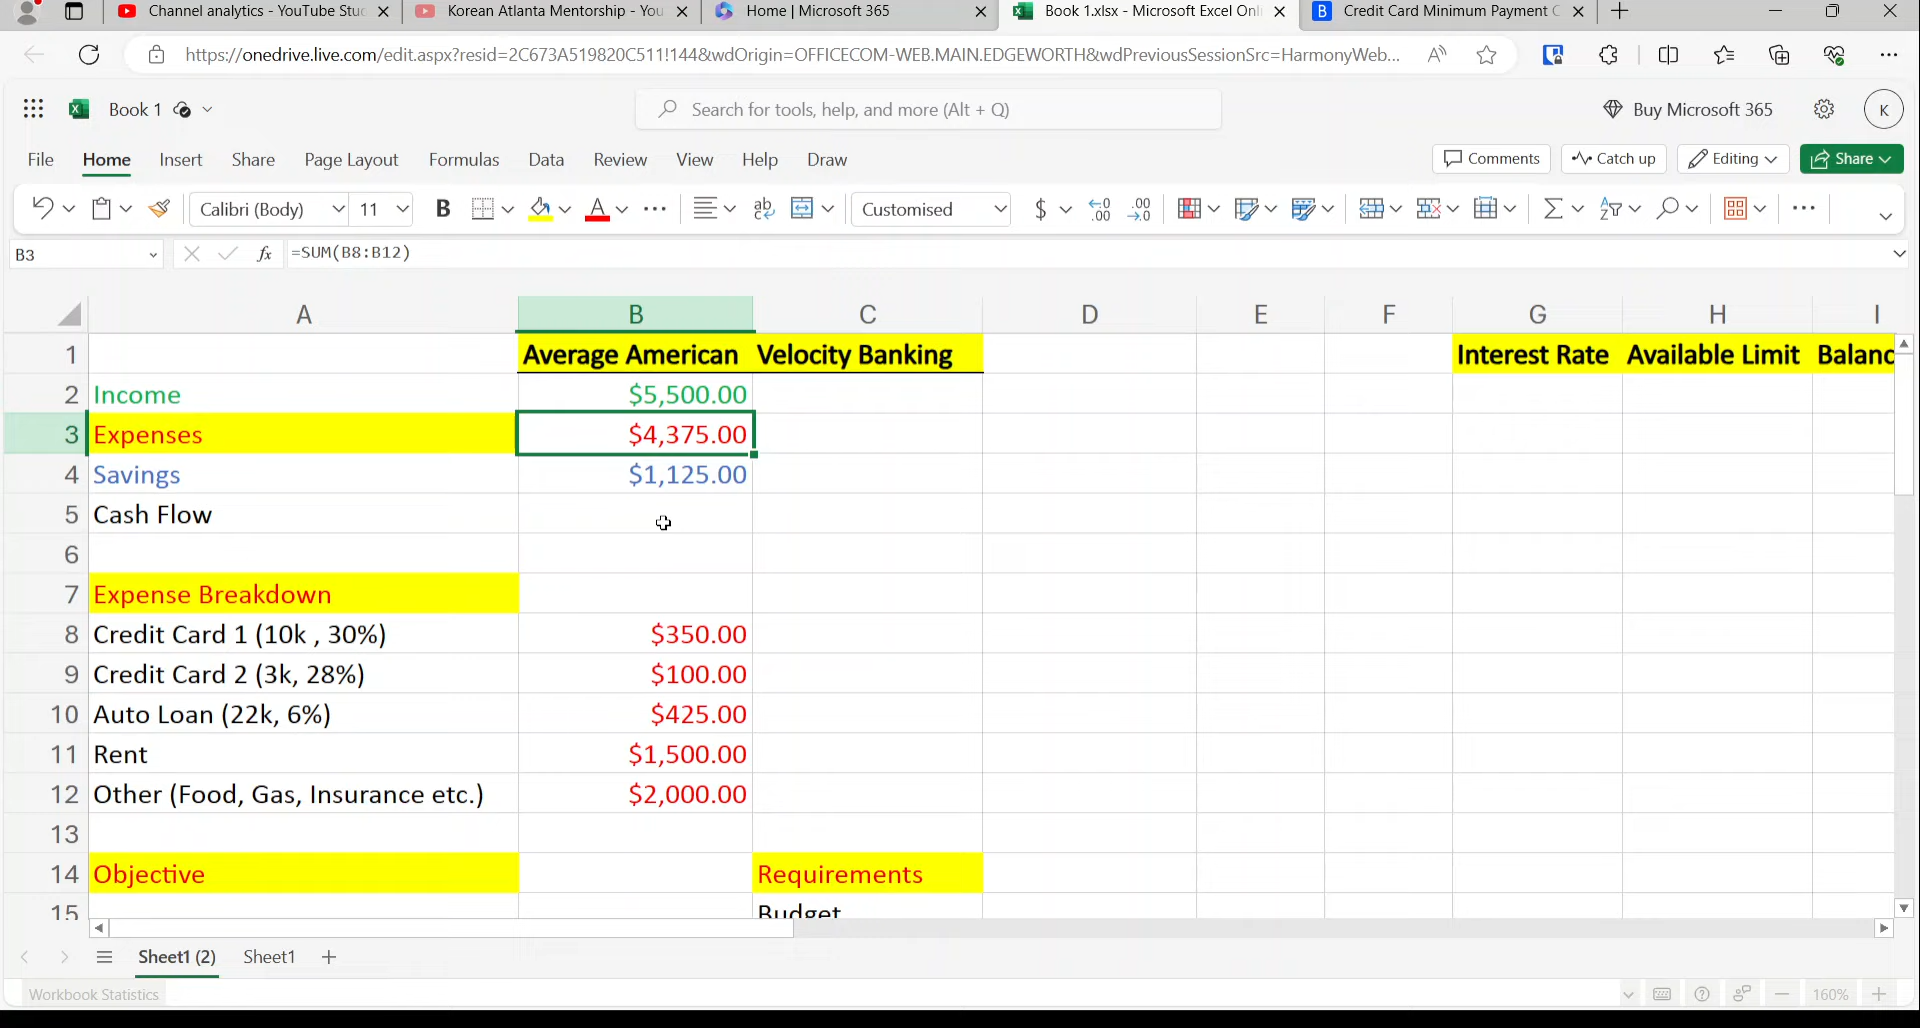 Channel analytics - YouTube Stu
Korean Atlanta Mentorship - You
Home | Microsoft 365
Book 1.xlsx - Microsoft Excel Onli
Credit Card Minimum Payment C
https://onedrive.live.com/edit.aspx?resid=2C673A519820C511!144&wdOrigin=OFFICECOM-WEB.MAIN.EDGEWORTH&wdPreviousSessionSrc=HarmonyWeb...
Book 1
Search for tools, help, and more (Alt + Q)
Buy Microsoft 365
K
File Home Insert Share Page Layout Formulas Data Review View Help Draw
Comments Catch up Editing Share
Calibri (Body) 11 B A ab Customised $ .00 .00
B3 fx =SUM(B8:B12)
A B C D E F G H I
1 Average American Velocity Banking Interest Rate Available Limit Balanc
2 Income $5,500.00
3 Expenses $4,375.00
4 Savings $1,125.00
5 Cash Flow
6
7 Expense Breakdown
8 Credit Card 1 (10k , 30%) $350.00
9 Credit Card 2 (3k, 28%) $100.00
10 Auto Loan (22k, 6%) $425.00
11 Rent $1,500.00
12 Other (Food, Gas, Insurance etc.) $2,000.00
13
14 Objective Requirements
15 Budget
Sheet1 (2) Sheet1
Workbook Statistics 160%